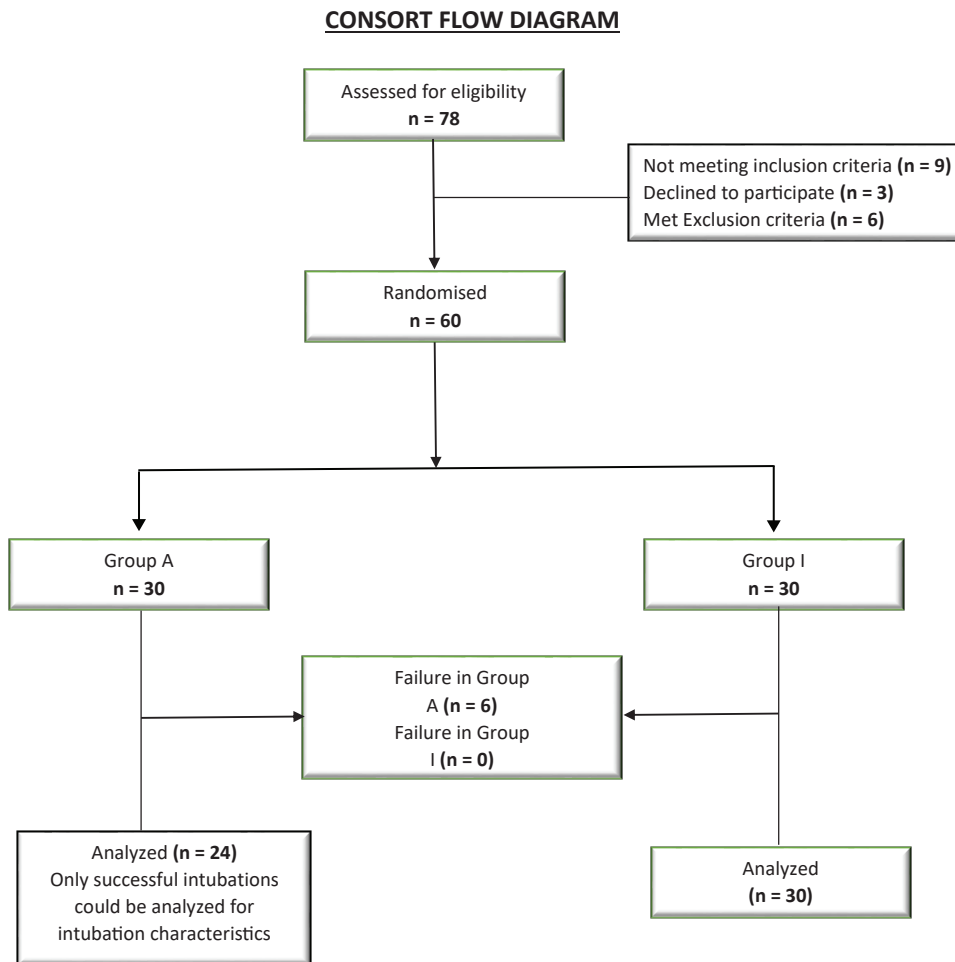 CONSORT FLOW DIAGRAM
Assessed for eligibility
n = 78
Not meeting inclusion criteria (n = 9)
Declined to participate (n = 3)
Met Exclusion criteria (n = 6)
Randomised
n = 60
Group A
n = 30
Group I
n = 30
Failure in Group
A (n = 6)
Failure in Group
I (n = 0)
Analyzed (n = 24)
Only successful intubations
could be analyzed for
intubation characteristics
Analyzed
(n = 30)